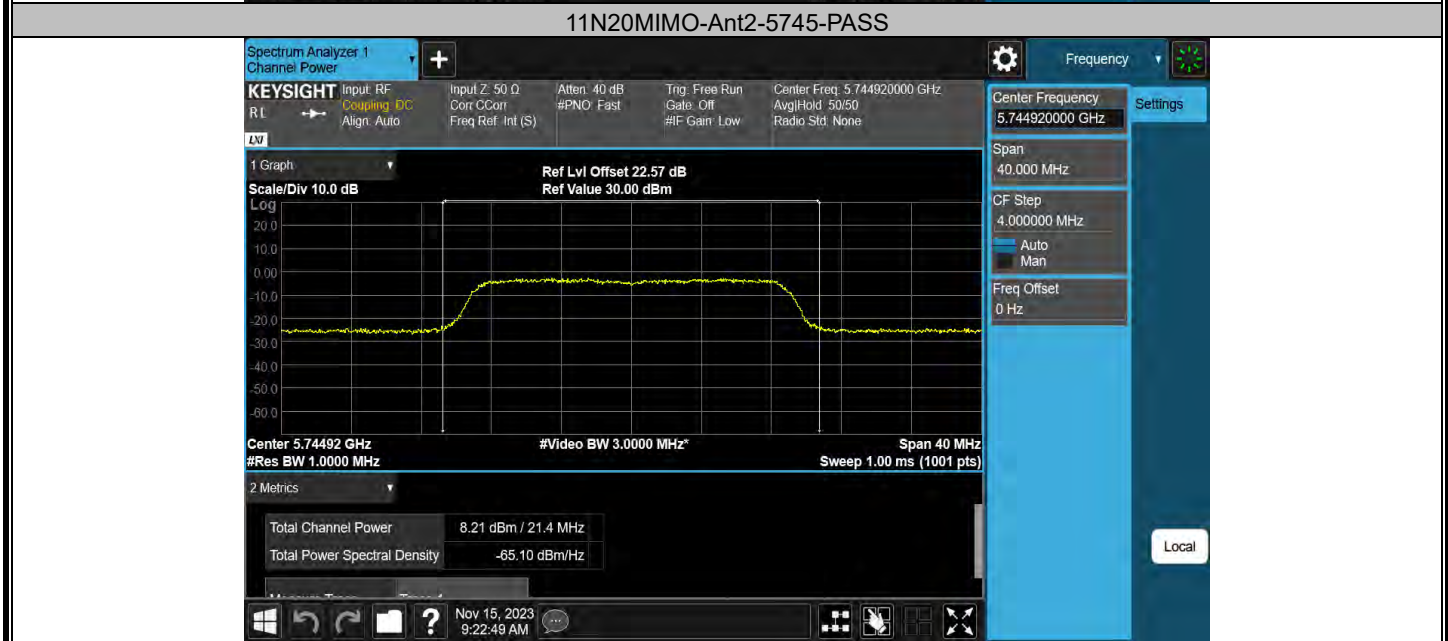 11N20MIMO-Ant2-5745-PASS
Spectrum Analyzer 1
Channel Power
+
Frequency
KEYSIGHT
RL
LXI
Input: RF
Coupling: DC
Align: Auto
Input Z: 50 Ω
Corr CCorr
Freq Ref: Int (S)
Atten: 40 dB
#PNO: Fast
Trig: Free Run
Gate: Off
#IF Gain: Low
Center Freq: 5.744920000 GHz
Avg|Hold: 50/50
Radio Std: None
Center Frequency
5.744920000 GHz
Settings
Span
40.000 MHz
CF Step
4.000000 MHz
Auto
Man
Freq Offset
0 Hz
Local
1 Graph
Ref Lvl Offset 22.57 dB
Scale/Div 10.0 dB
Ref Value 30.00 dBm
Log
20.0
10.0
0.00
-10.0
-20.0
-30.0
-40.0
-50.0
-60.0
Center 5.74492 GHz
#Video BW 3.0000 MHz*
Span 40 MHz
#Res BW 1.0000 MHz
Sweep 1.00 ms (1001 pts)
2 Metrics
Total Channel Power
8.21 dBm / 21.4 MHz
Total Power Spectral Density
-65.10 dBm/Hz
?
Nov 15, 2023
9:22:49 AM